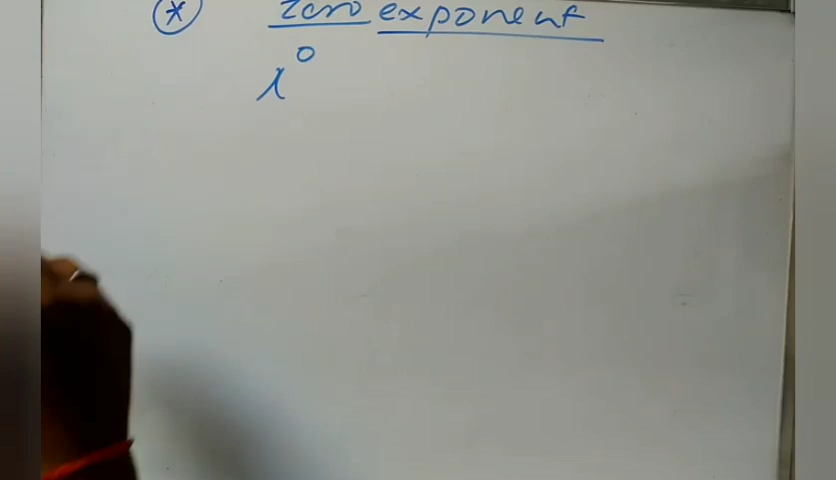 * zero exponent
x⁰